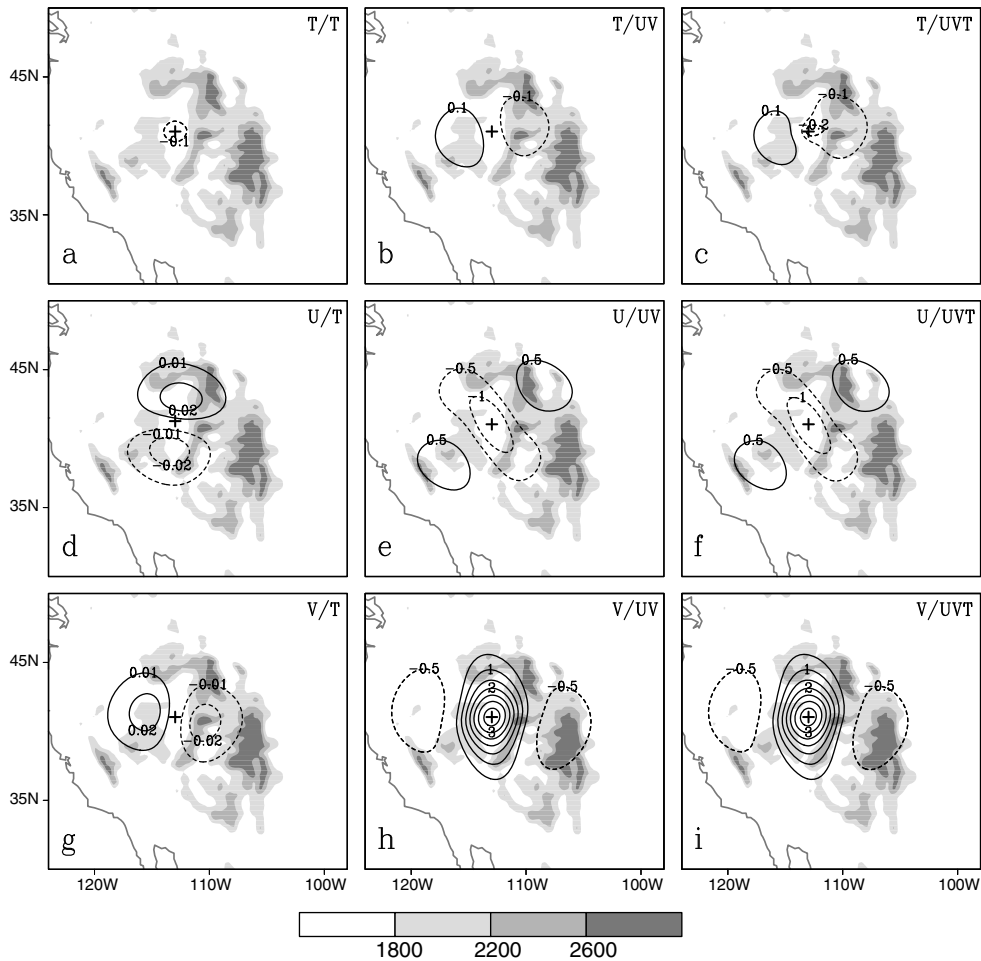 T/T
T/UV
T/UVT
45N
35N
−0.1
0.1
−0.1
0.1
−0.1
−0.2
a
b
c
U/T
U/UV
U/UVT
45N
35N
0.01
0.02
−0.01
−0.02
−0.5
0.5
−1
0.5
−0.5
0.5
−1
0.5
d
e
f
V/T
V/UV
V/UVT
45N
35N
0.01
0.02
−0.01
−0.02
−0.5
1
2
3
−0.5
−0.5
1
2
3
−0.5
g
h
i
120W 110W 100W
120W 110W 100W
120W 110W 100W
1800 2200 2600